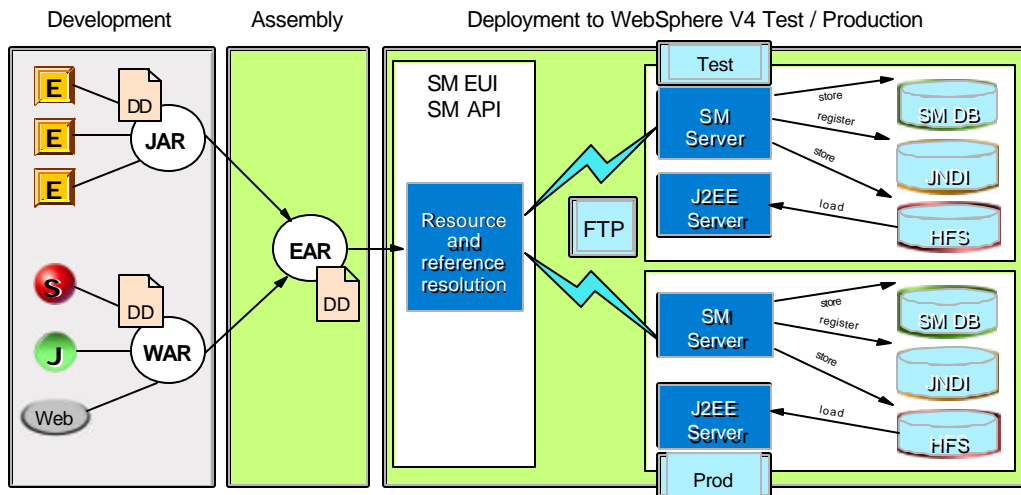 Development
Assembly
Deployment to WebSphere V4 Test / Production
E
DD
E
JAR
E
S
DD
J
WAR
Web
EAR
DD
SM EUI
SM API
Resource
and
reference
resolution
FTP
Test
SM
Server
J2EE
Server
store
register
store
load
SM DB
JNDI
HFS
SM
Server
J2EE
Server
store
register
store
load
SM DB
JNDI
HFS
Prod